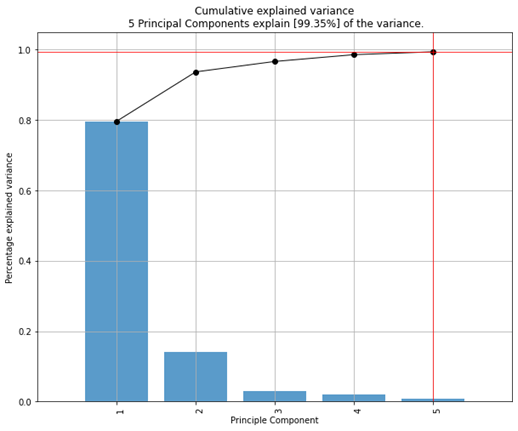 Cumulative explained variance
5 Principal Components explain [99.35%] of the variance.
Percentage explained variance
1.0
0.8
0.6
0.4
0.2
0.0
1
2
3
4
5
Principle Component